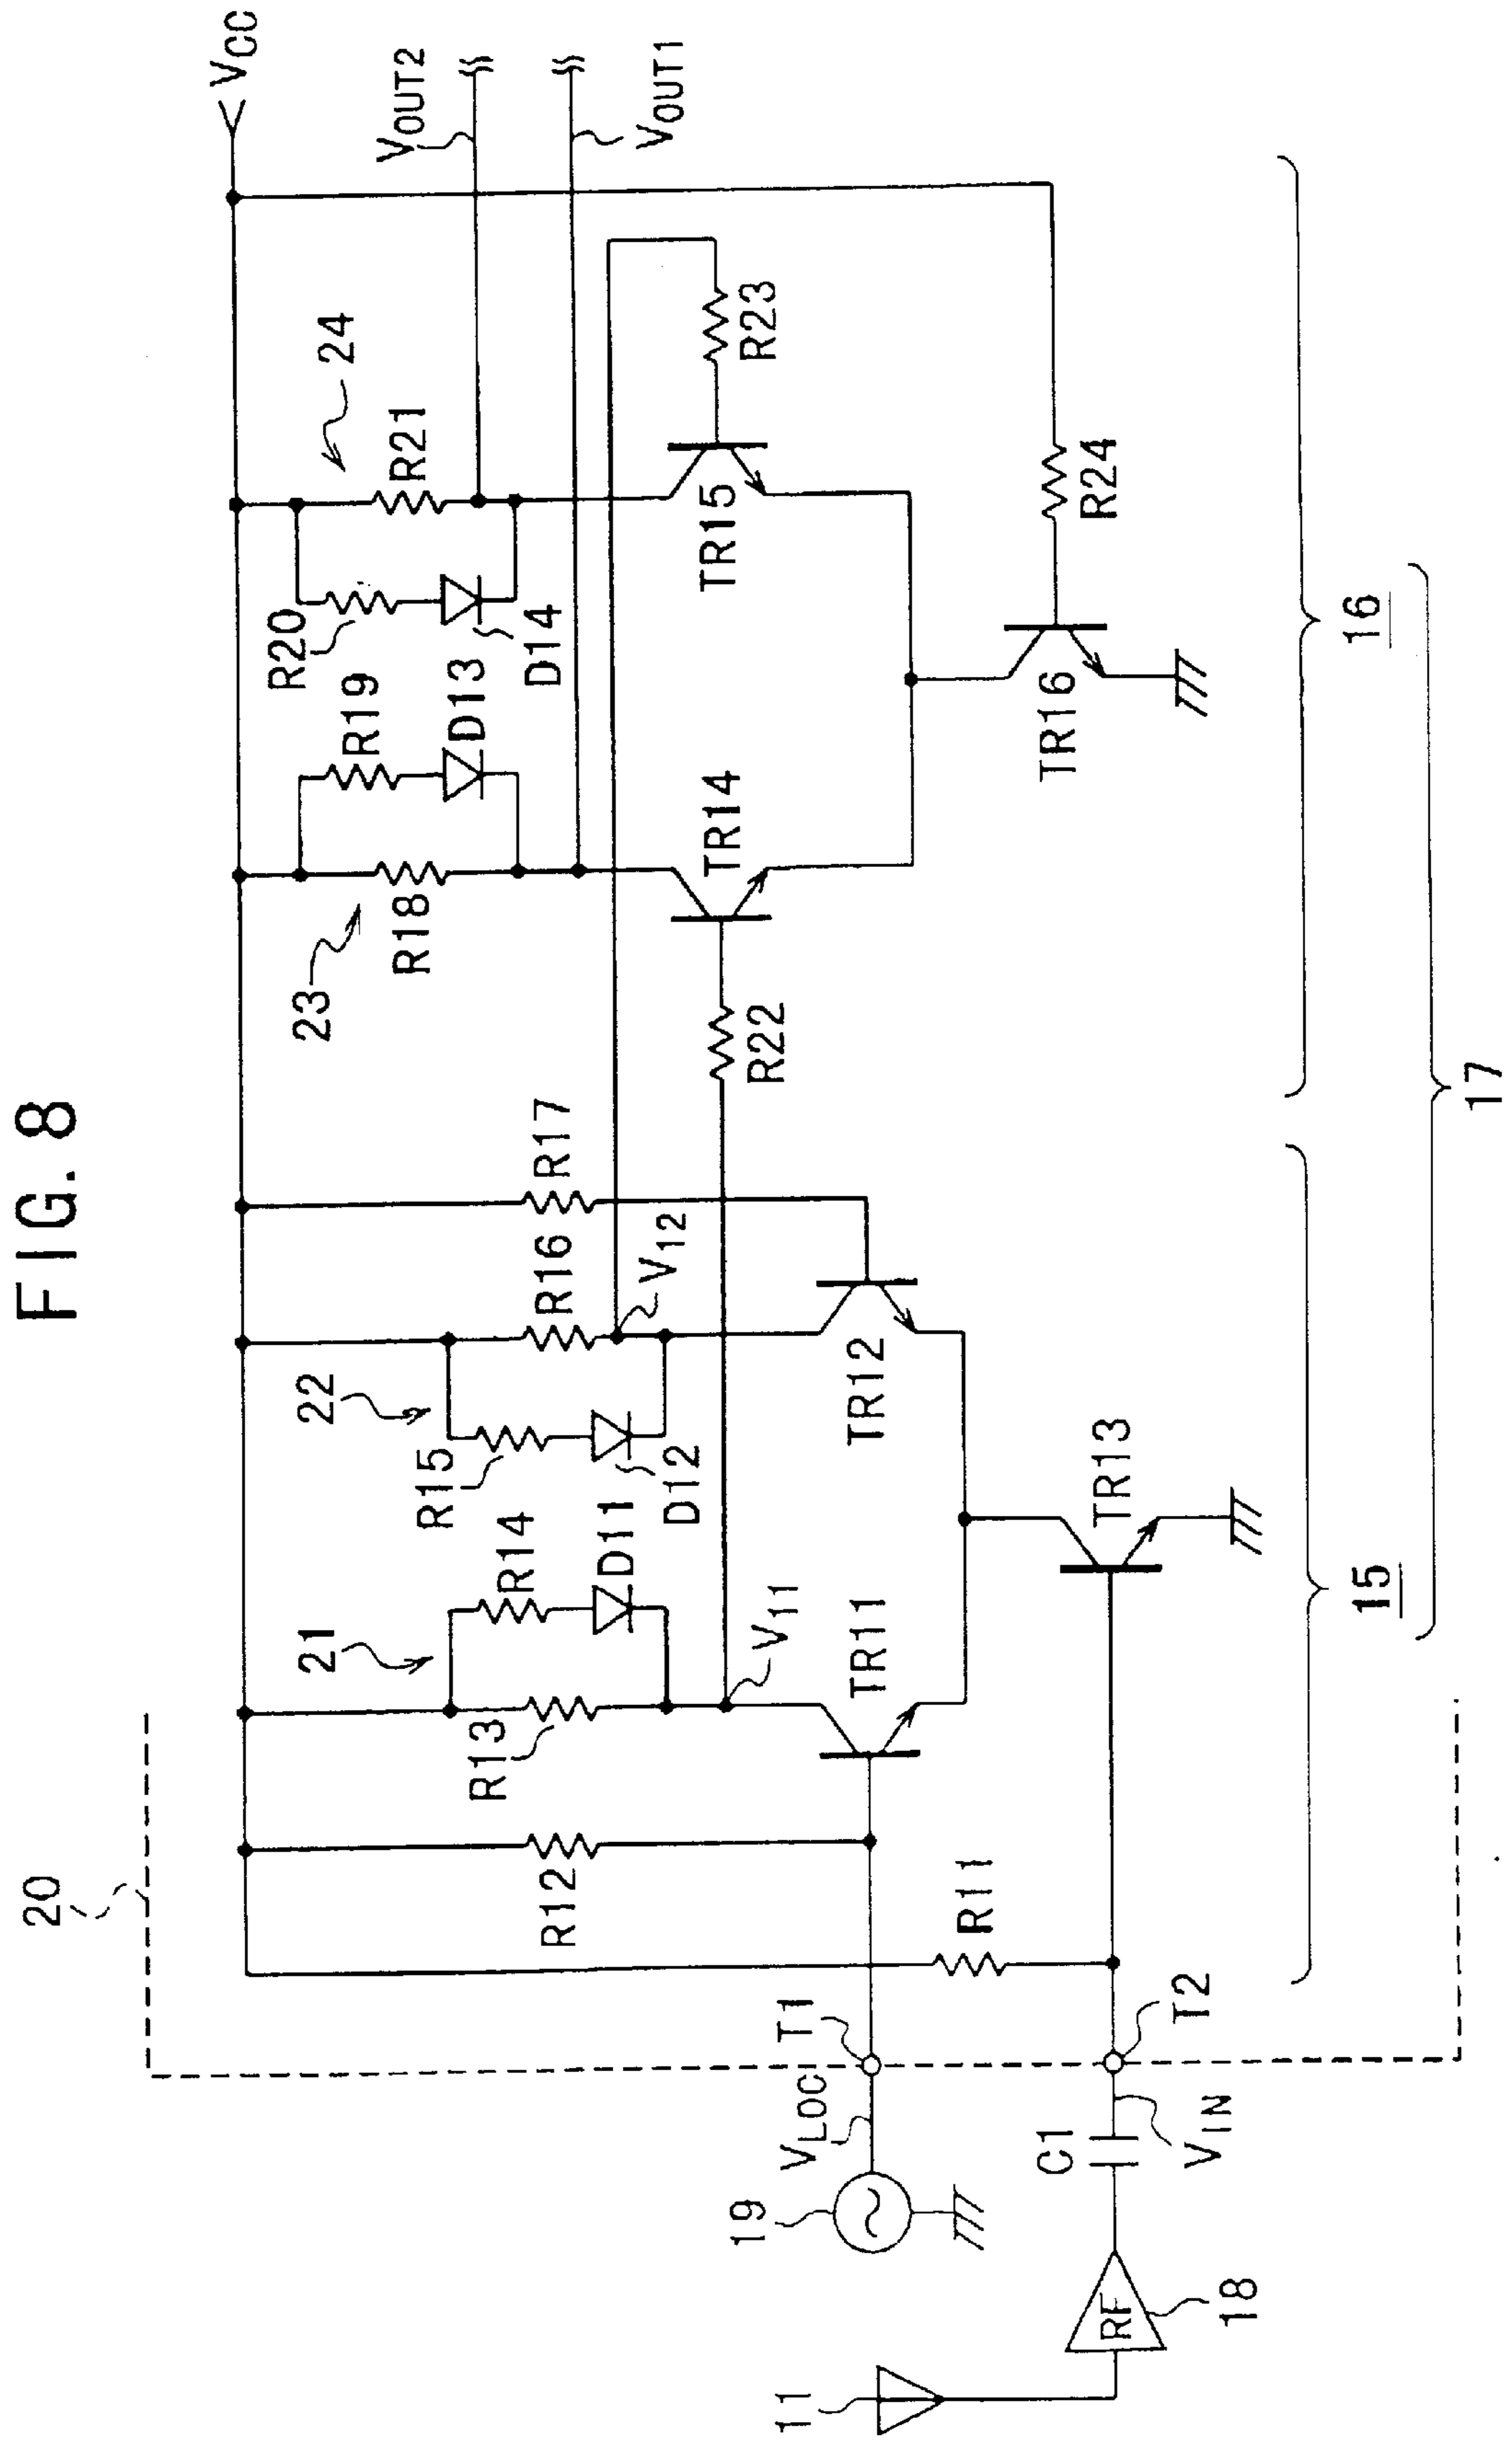 FIG. 8
VCC
VOUT2
VOUT1
24
R21
R20
D14
R19
D13
23
R18
TR15
R23
TR14
R22
R24
TR16
16
17
R17
R16
V12
22
R15
D12
R14
D11
21
R13
V11
TR12
TR11
TR13
15
20
R12
R11
T1
T2
VLOC
19
C1
VIN
RF
18
11